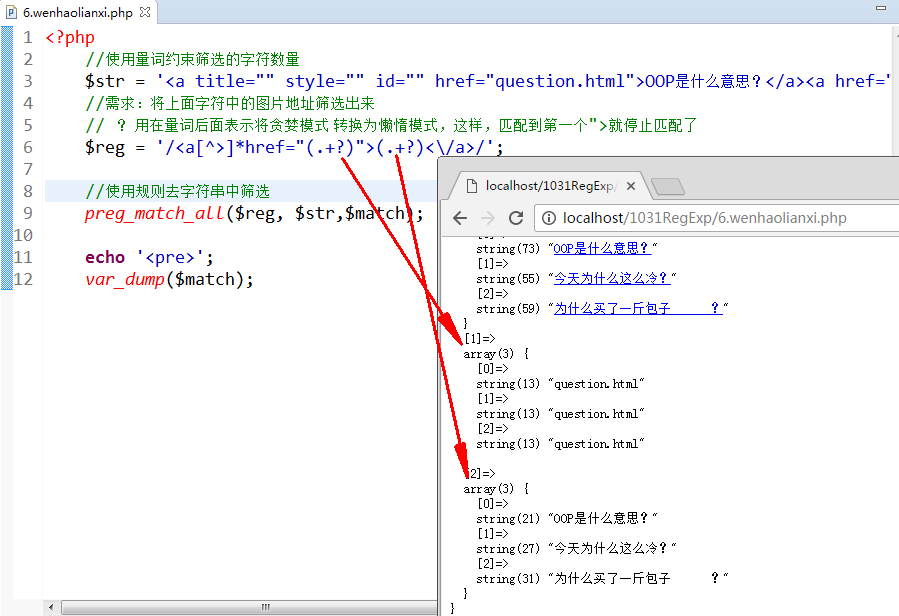 6.wenhaolianxi.php
1 <?php
2 //使用量词约束筛选的字符数量
3 $str = '<a title="" style="" id="" href="question.html">OOP是什么意思?</a><a href="
4 //需求: 将上面字符中的图片地址筛选出来
5 // ? 用在量词后面表示将贪婪模式 转换为懒惰模式, 这样, 匹配到第一个">就停止匹配了
6 $reg = '/<a[^>]*href="(.+?)">(.+?)<\/a>/';
7
8 //使用规则去字符串中筛选
9 preg_match_all($reg, $str,$match);
10
11 echo '<pre>';
12 var_dump($match);
localhost/1031RegExp/
localhost/1031RegExp/6.wenhaolianxi.php
string(73) "OOP是什么意思?"
[1]=>
string(55) "今天为什么这么冷?"
[2]=>
string(59) "为什么买了一斤包子 ?"
}
[1]=>
array(3) {
[0]=>
string(13) "question.html"
[1]=>
string(13) "question.html"
[2]=>
string(13) "question.html"
[2]=>
array(3) {
[0]=>
string(21) "OOP是什么意思?"
[1]=>
string(27) "今天为什么这么冷?"
[2]=>
string(31) "为什么买了一斤包子 ?"
}
}